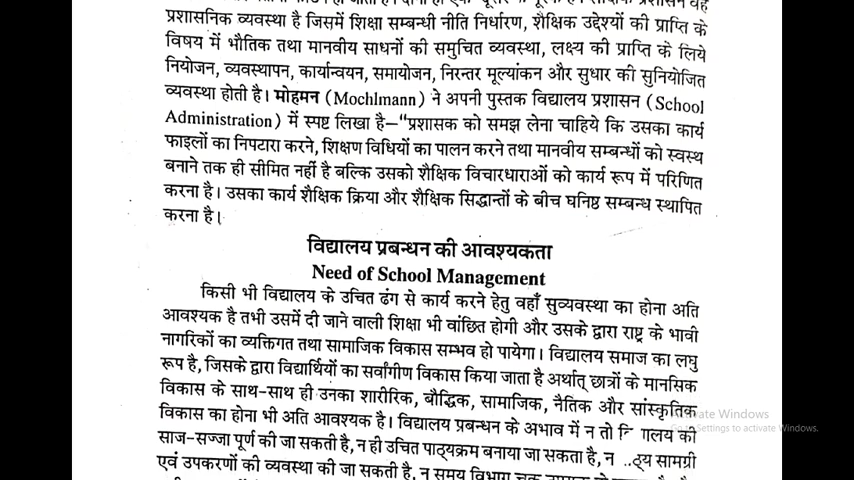 प्रशासनिक व्यवस्था है जिसमें शिक्षा सम्बन्धी नीति निर्धारण, शैक्षिक उद्देश्यों की प्राप्ति के
विषय में भौतिक तथा मानवीय साधनों की समुचित व्यवस्था, लक्ष्य की प्राप्ति के लिये
नियोजन, व्यवस्थापन, कार्यान्वयन, समायोजन, निरन्तर मूल्यांकन और सुधार की सुनियोजित
व्यवस्था होती है। मोहमन (Mochlmann) ने अपनी पुस्तक विद्यालय प्रशासन (School
Administration) में स्पष्ट लिखा है—"प्रशासक को समझ लेना चाहिये कि उसका कार्य
फाइलों का निपटारा करने, शिक्षण विधियों का पालन करने तथा मानवीय सम्बन्धों को स्वस्थ
बनाने तक ही सीमित नहीं है बल्कि उसको शैक्षिक विचारधाराओं को कार्य रूप में परिणित
करना है। उसका कार्य शैक्षिक क्रिया और शैक्षिक सिद्धान्तों के बीच घनिष्ठ सम्बन्ध स्थापित
करना है।
विद्यालय प्रबन्धन की आवश्यकता
Need of School Management
किसी भी विद्यालय के उचित ढंग से कार्य करने हेतु वहाँ सुव्यवस्था का होना अति
आवश्यक है तभी उसमें दी जाने वाली शिक्षा भी वांछित होगी और उसके द्वारा राष्ट्र के भावी
नागरिकों का व्यक्तिगत तथा सामाजिक विकास सम्भव हो पायेगा। विद्यालय समाज का लघु
रूप है, जिसके द्वारा विद्यार्थियों का सर्वांगीण विकास किया जाता है अर्थात् छात्रों के मानसिक
विकास के साथ-साथ ही उनका शारीरिक, बौद्धिक, सामाजिक, नैतिक और सांस्कृतिक
विकास का होना भी अति आवश्यक है। विद्यालय प्रबन्धन के अभाव में न तो की
साज-सज्जा पूर्ण की जा सकती है, न ही उचित पाठ्यक्रम बनाया जा सकता है, न सामग्री
एवं उपकरणों की व्यवस्था की जा सकती है, न समय विभाग
Activate Windows
Go to Settings to activate Windows.